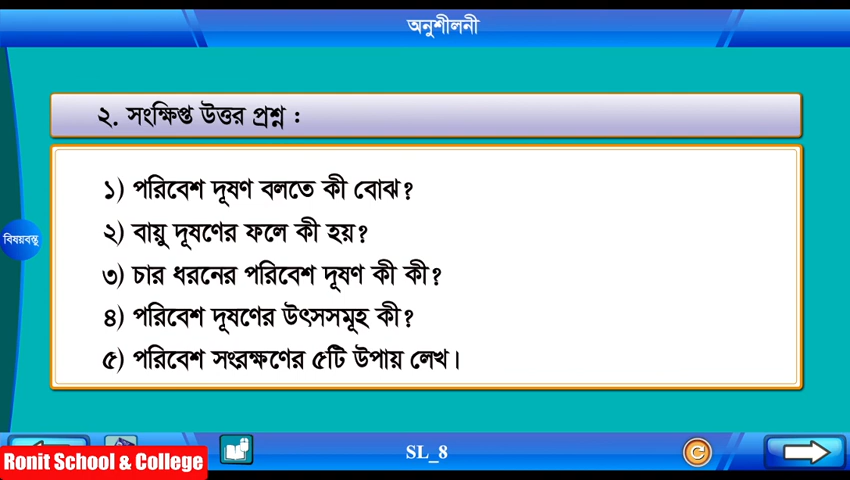 অনুশীলনী
২. সংক্ষিপ্ত উত্তর প্রশ্ন :
১) পরিবেশ দূষণ বলতে কী বোঝ?
২) বায়ু দূষণের ফলে কী হয়?
৩) চার ধরনের পরিবেশ দূষণ কী কী?
৪) পরিবেশ দূষণের উৎসসমূহ কী?
৫) পরিবেশ সংরক্ষণের ৫টি উপায় লেখ।
বিষয়বস্তু
SL_8
Ronit School & College